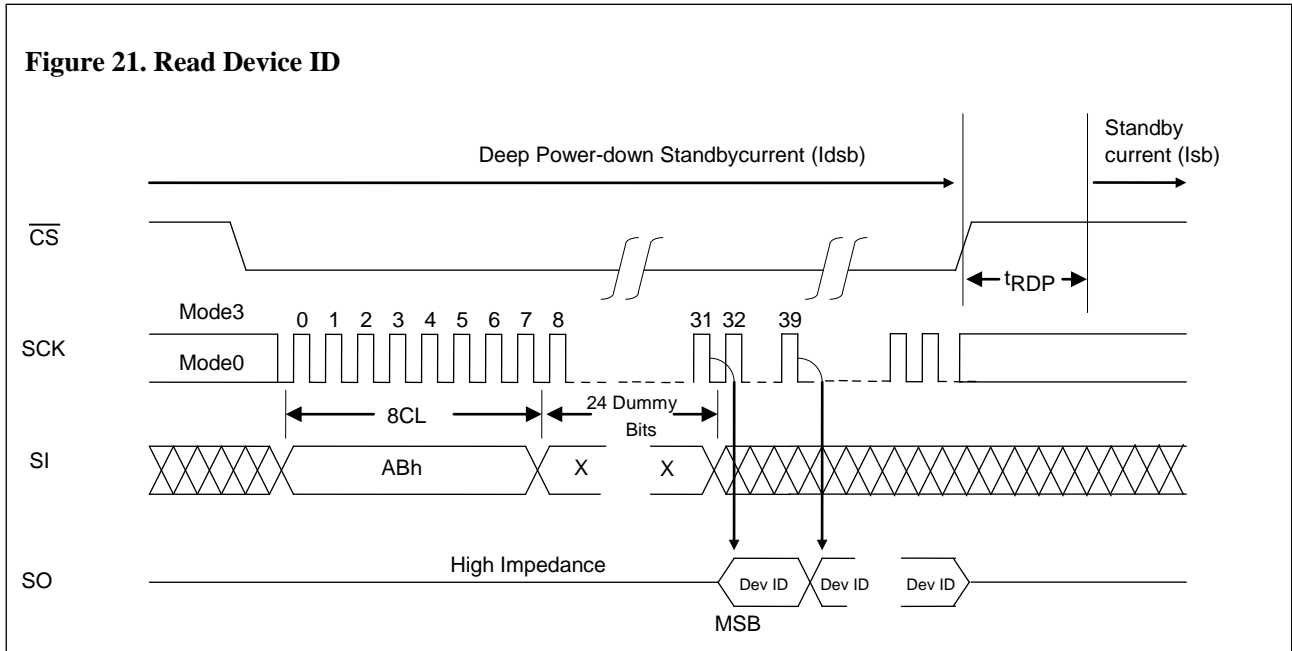 Figure 21. Read Device ID
Standby
current (Isb)
Deep Power-down Standbycurrent (Idsb)
CS
tRDP
Mode3
0 1 2 3 4 5 6 7 8 31 32 39
SCK
Mode0
8CL
24 Dummy
Bits
SI
ABh
X X
High Impedance
SO
Dev ID Dev ID Dev ID
MSB